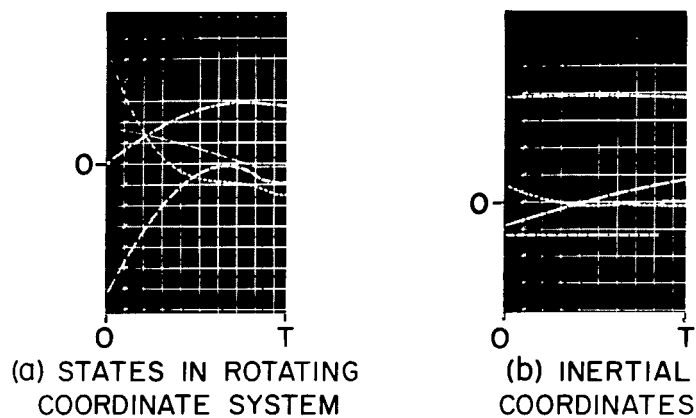 O
O T
(a) STATES IN ROTATING
COORDINATE SYSTEM
O
O T
(b) INERTIAL
COORDINATES